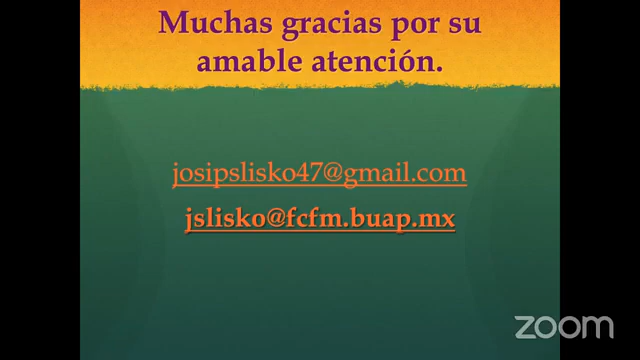 Muchas gracias por su
amable atención.
josipslisko47@gmail.com
jslisko@fcfm.buap.mx
zoom